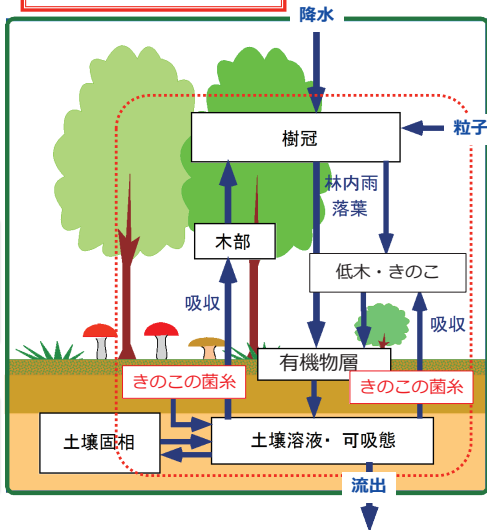 降水
粒子
樹冠
林内雨
落葉
木部
低木・きのこ
吸収
吸収
有機物層
きのこの菌糸
きのこの菌糸
土壌固相
土壌溶液・可吸態
流出